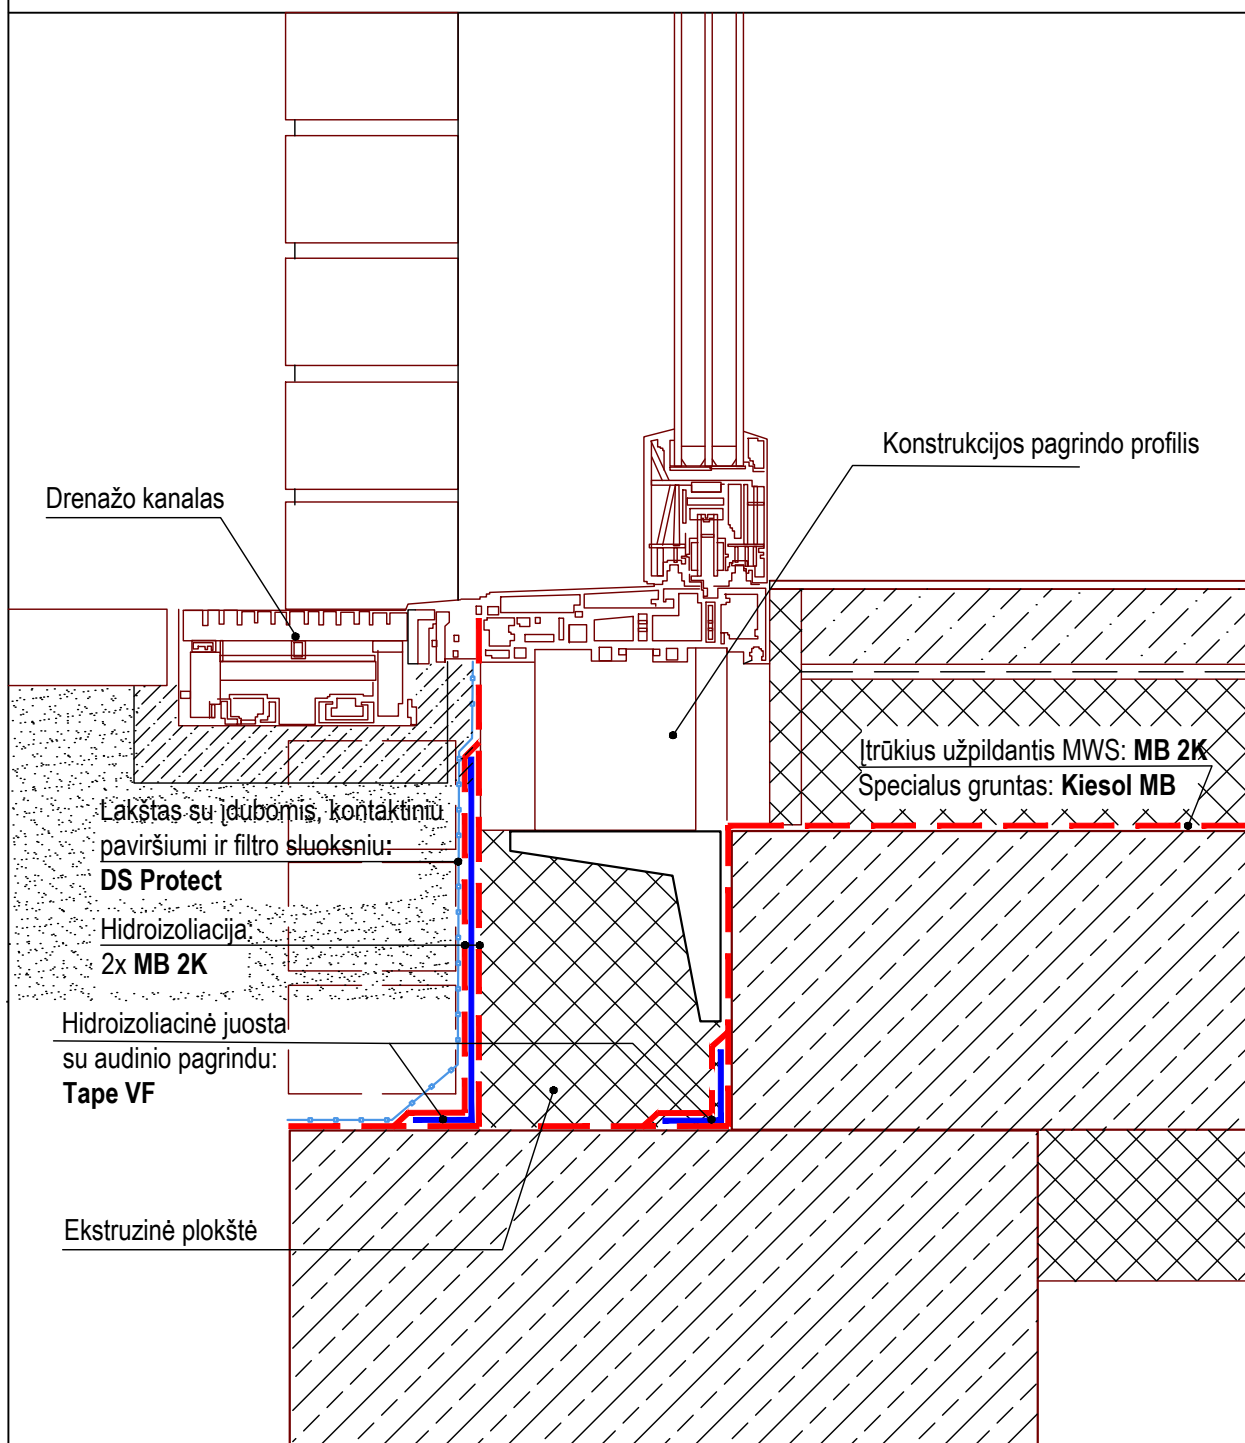 Konstrukcijos pagrindo profilis
Drenažo kanalas
Įtrūkius užpildantis MWS: MB 2K
Specialus gruntas: Kiesol MB
Lakštas su įdubomis, kontaktiniu
paviršiumi ir filtro sluoksniu:
DS Protect
Hidroizoliacija:
2x MB 2K
Hidroizoliacinė juosta
su audinio pagrindu:
Tape VF
Ekstruzinė plokštė